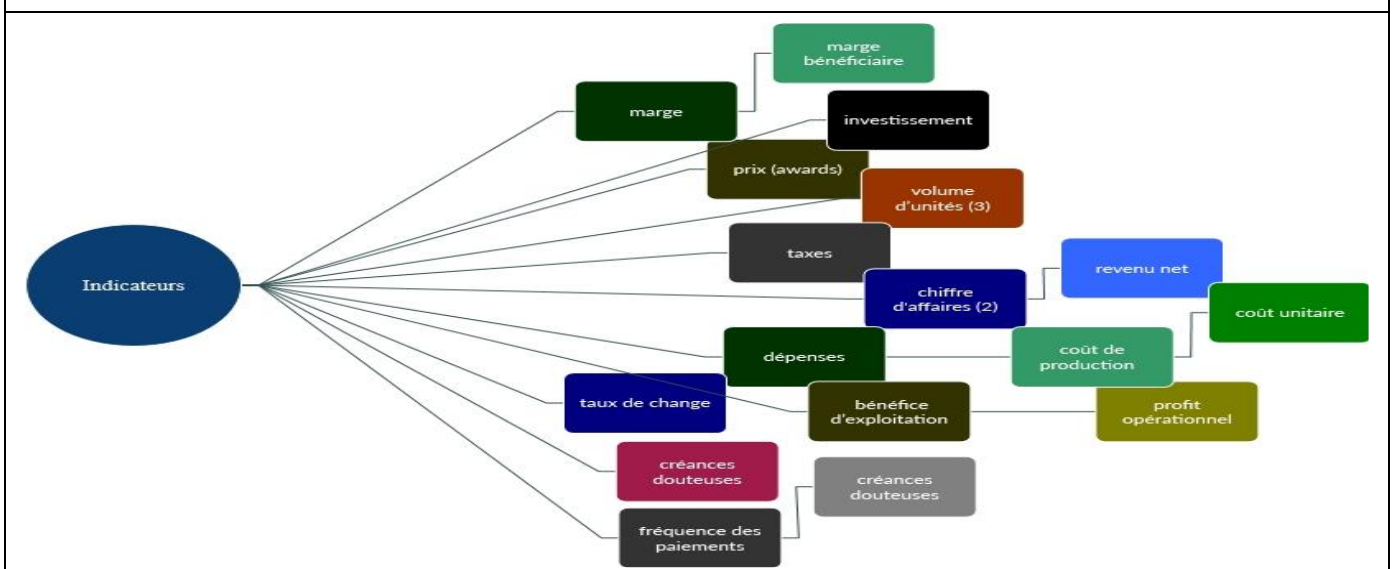 marge
bénéficiaire
marge
investissement
prix (awards)
volume
d'unités (3)
taxes
Indicateurs
revenu net
chiffre
d'affaires (2)
coût unitaire
dépenses
coût de
production
taux de change
bénéfice
d'exploitation
profit
opérationnel
créances
douteuses
créances
douteuses
fréquence des
paiements